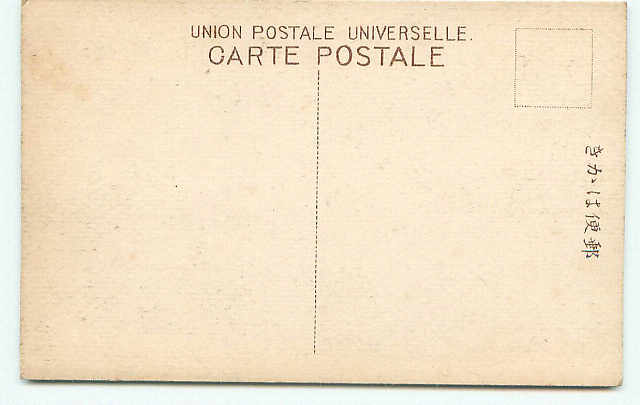 UNION POSTALE UNIVERSELLE.
CARTE POSTALE
きかは便郵